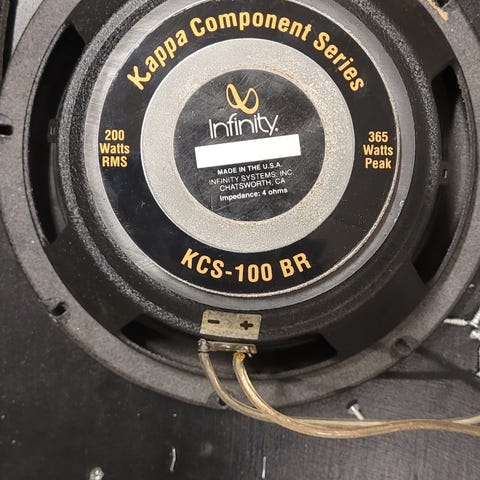 Kappa Component Series
Infinity.
200
Watts
RMS
365
Watts
Peak
MADE IN THE U.S.A.
INFINITY SYSTEMS, INC.
CHATSWORTH, CA
Impedance: 4 ohms
KCS-100 BR
- +